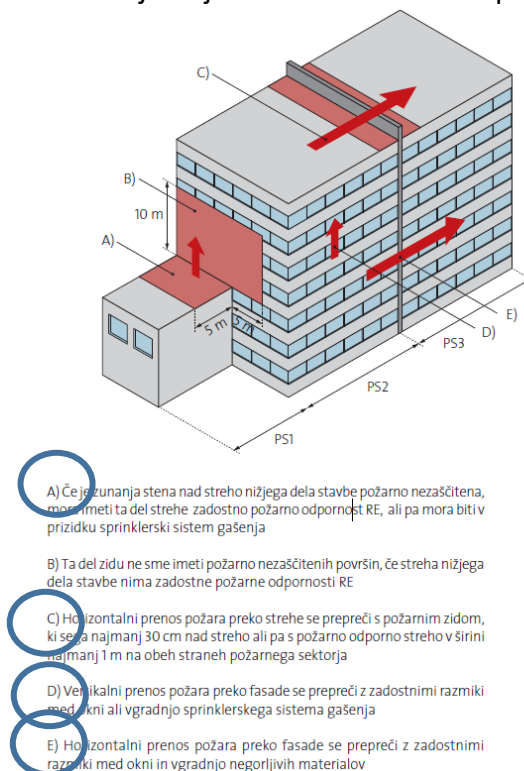 C)
B)
10 m
A)
5 m
3 m
E)
D)
PS3
PS2
PS1
A) Če je zunanja stena nad streho nižjega dela stavbe požarno nezaščitena,
mora imeti ta del strehe zadostno požarno odpornost RE, ali pa mora biti v
prizidku sprinklerski sistem gašenja
B) Ta del zidu ne sme imeti požarno nezaščitenih površin, če streha nižjega
dela stavbe nima zadostne požarne odpornosti RE
C) Horizontalni prenos požara preko strehe se prepreči s požarnim zidom,
ki sega najmanj 30 cm nad streho ali pa s požarno odporno streho v širini
najmanj 1 m na obeh straneh požarnega sektorja
D) Vertikalni prenos požara preko fasade se prepreči z zadostnimi razmiki
med okni ali vgradnjo sprinklerskega sistema gašenja
E) Horizontalni prenos požara preko fasade se prepreči z zadostnimi
razmiki med okni in vgradnjo negorljivih materialov